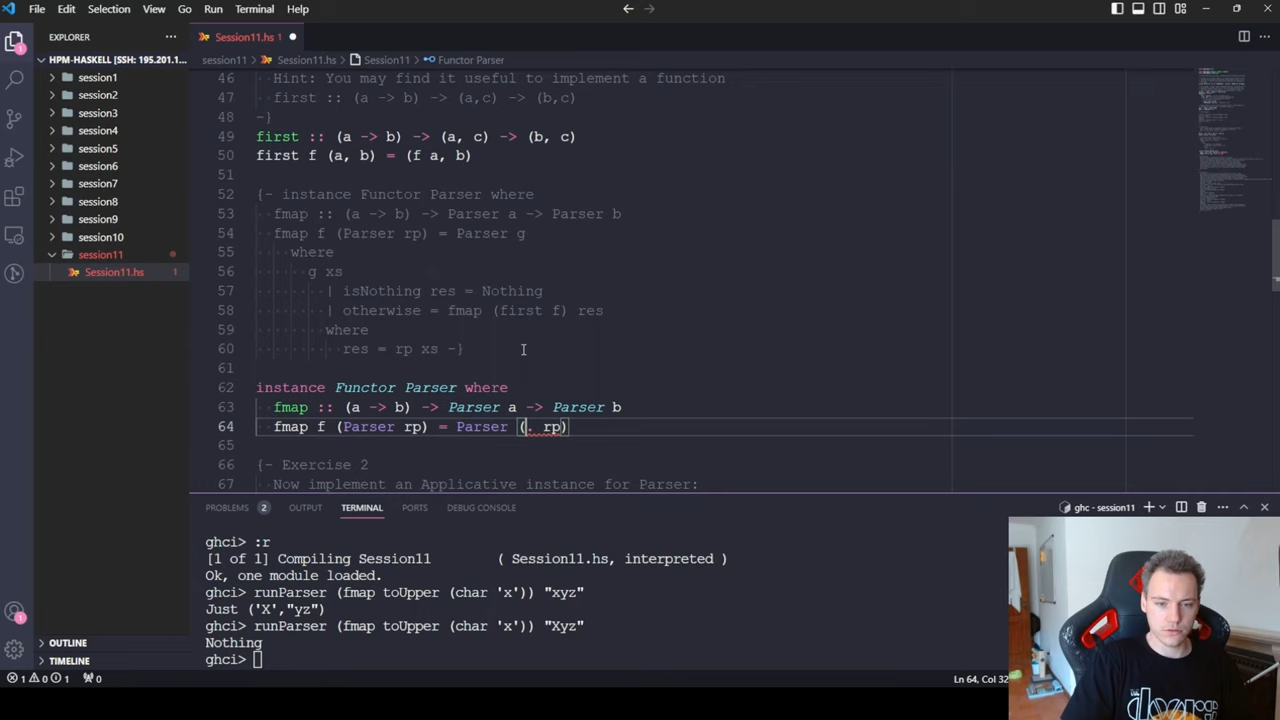 File Edit Selection View Go Run Terminal Help
EXPLORER
Session11.hs 1
HPM-HASKELL [SSH: 195.201.1...
session11 > Session11.hs > Session11 > Functor Parser
session1
session2
session3
session4
session5
session6
session7
session8
session9
session10
session11
Session11.hs 1
46 Hint: You may find it useful to implement a function
47 first :: (a -> b) -> (a,c) -> (b,c)
48 -}
49 first :: (a -> b) -> (a, c) -> (b, c)
50 first f (a, b) = (f a, b)
51
52 {- instance Functor Parser where
53 fmap :: (a -> b) -> Parser a -> Parser b
54 fmap f (Parser rp) = Parser g
55 where
56 g xs
57 | isNothing res = Nothing
58 | otherwise = fmap (first f) res
59 where
60 res = rp xs -}
61
62 instance Functor Parser where
63 fmap :: (a -> b) -> Parser a -> Parser b
64 fmap f (Parser rp) = Parser (. rp)
65
66 {- Exercise 2
67 Now implement an Applicative instance for Parser:
PROBLEMS 2 OUTPUT TERMINAL PORTS DEBUG CONSOLE
ghc - session11
ghci> :r
[1 of 1] Compiling Session11 ( Session11.hs, interpreted )
Ok, one module loaded.
ghci> runParser (fmap toUpper (char 'x')) "xyz"
Just ('X',"yz")
ghci> runParser (fmap toUpper (char 'x')) "Xyz"
Nothing
ghci>
OUTLINE
TIMELINE
1 0 1 0
Ln 64, Col 32
the doors